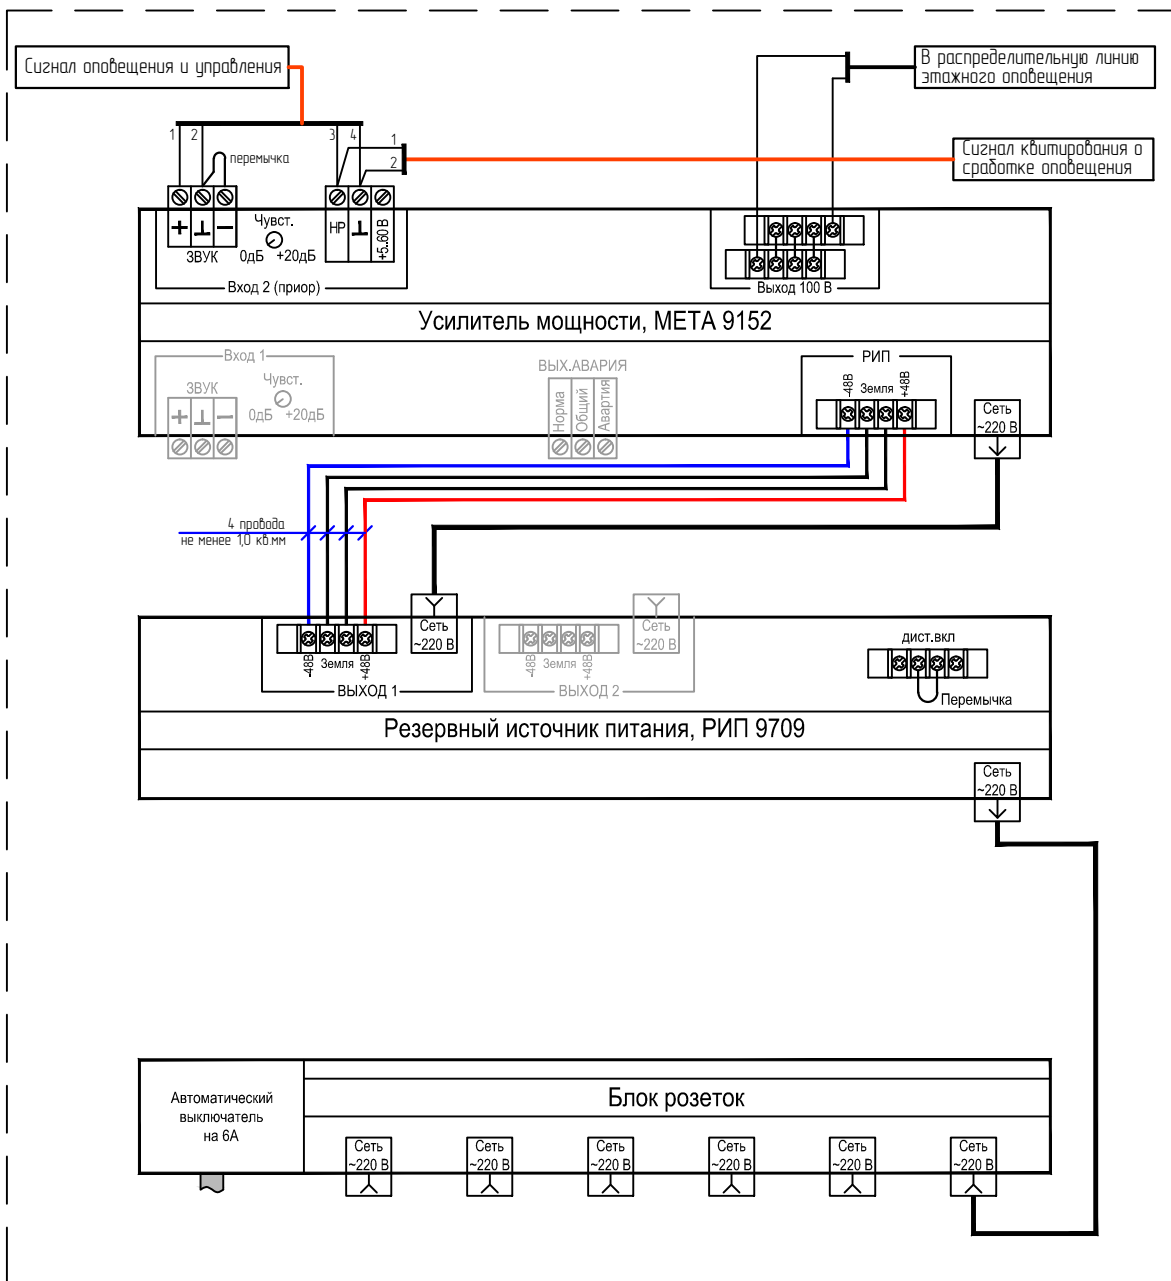 Сигнал оповещения и управления
В распределительную линию
этажного оповещения
1
2
3
4
1
2
перемычка
Сигнал квитирования о
сработке оповещения
+
⊥
–
ЗВУК
Чувст.
0дБ +20дБ
НР
⊥
+5..60 В
Вход 2 (приор)
Выход 100 В
Усилитель мощности, МЕТА 9152
Вход 1
ЗВУК
+
⊥
–
Чувст.
0дБ +20дБ
ВЫХ.АВАРИЯ
Норма
Общий
Авартия
РИП
-48В
Земля
+48В
Сеть
~220 В
4 провода
не менее 1,0 кв.мм
Сеть
~220 В
-48В
Земля
+48В
ВЫХОД 1
Сеть
~220 В
-48В
Земля
+48В
ВЫХОД 2
дист.вкл
Перемычка
Резервный источник питания, РИП 9709
Сеть
~220 В
Автоматический
выключатель
на 6А
Блок розеток
Сеть
~220 В
Сеть
~220 В
Сеть
~220 В
Сеть
~220 В
Сеть
~220 В
Сеть
~220 В